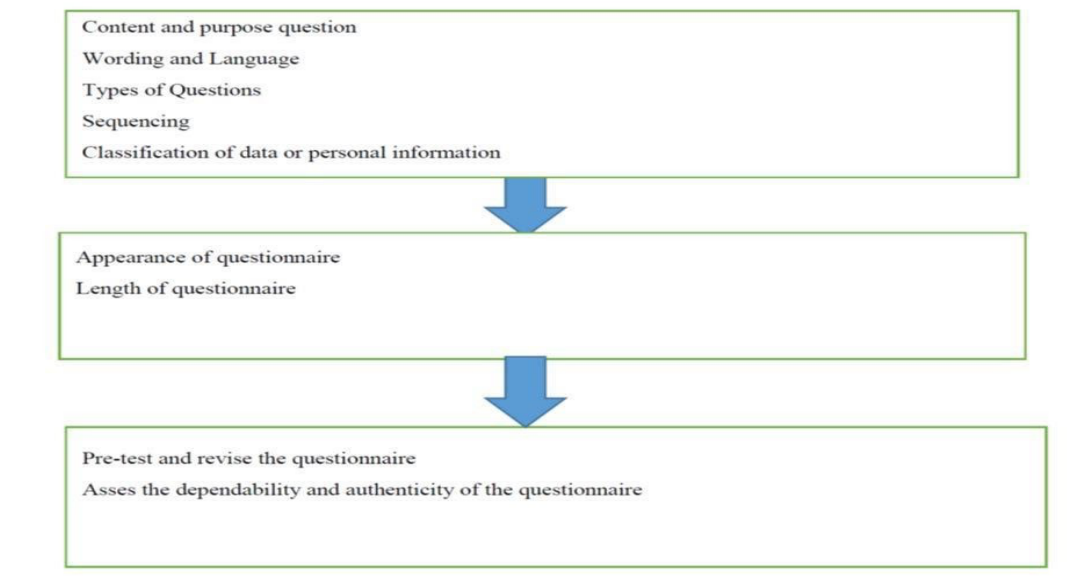 Content and purpose question
Wording and Language
Types of Questions
Sequencing
Classification of data or personal information
Appearance of questionnaire
Length of questionnaire
Pre-test and revise the questionnaire
Asses the dependability and authenticity of the questionnaire